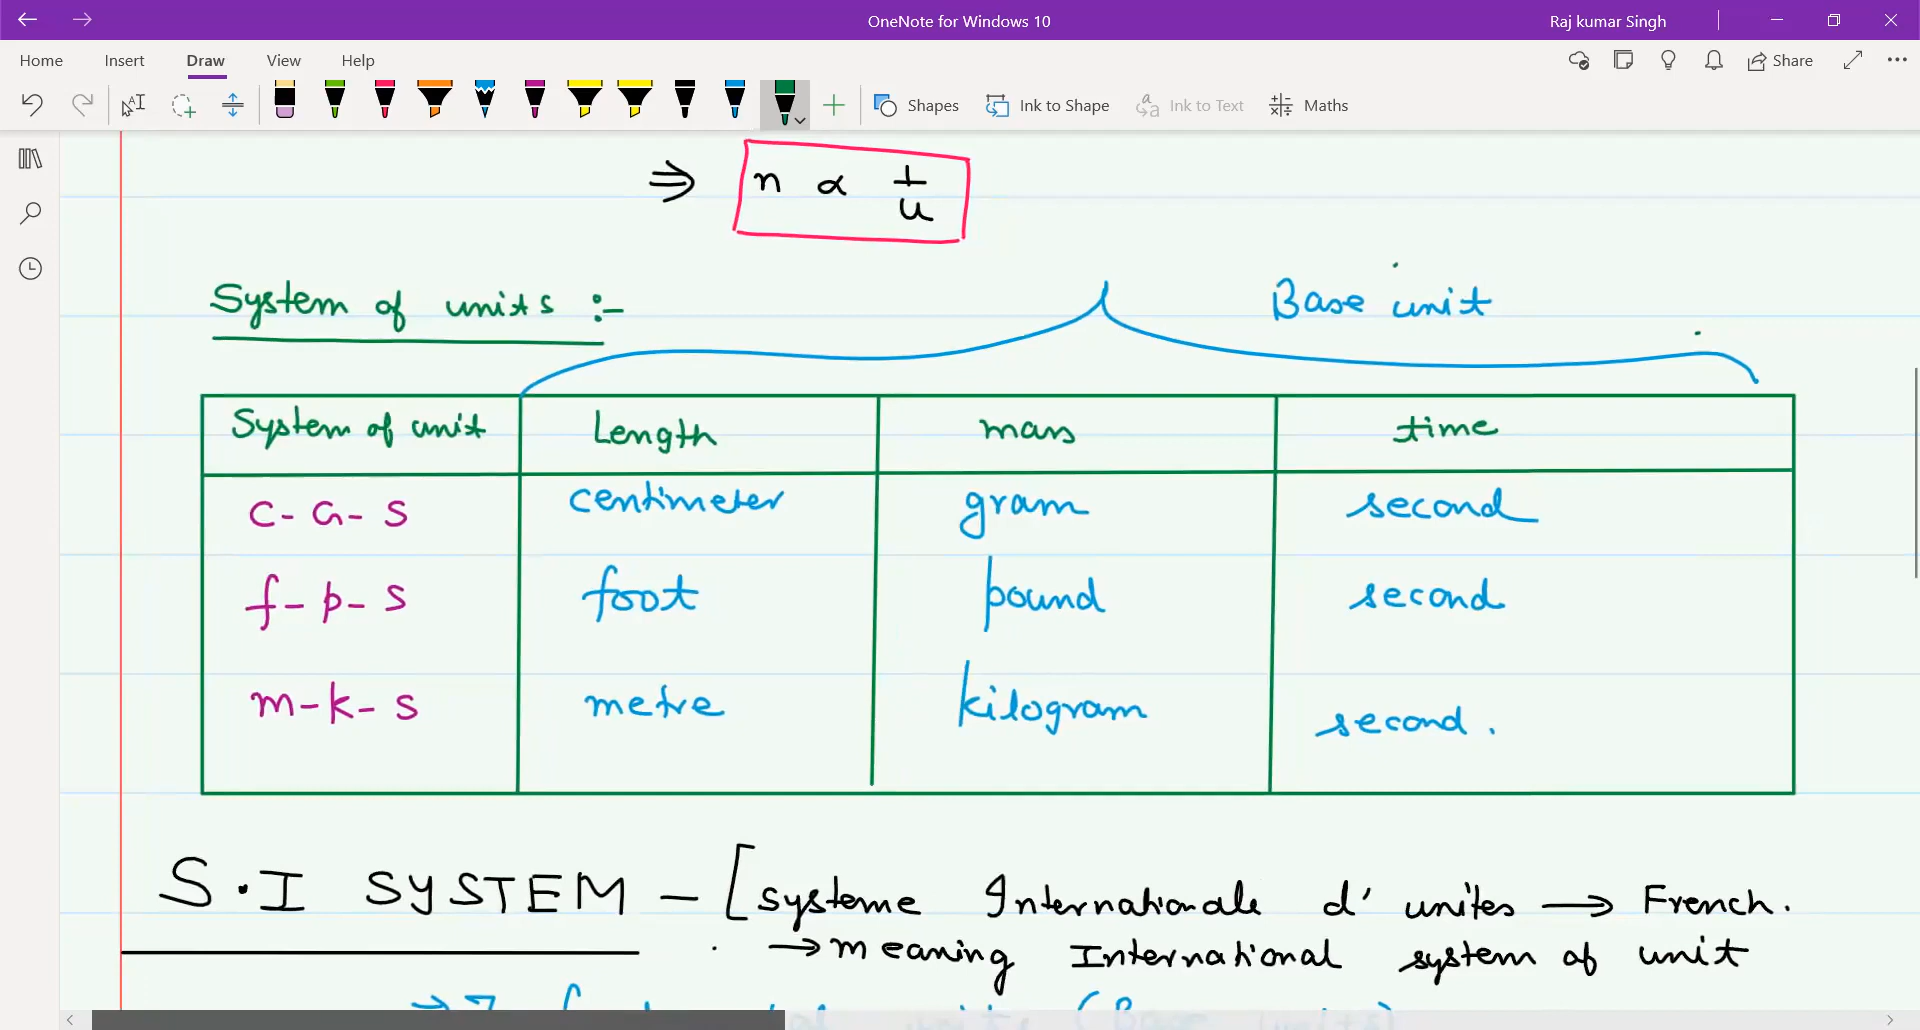 OneNote for Windows 10
Raj kumar Singh
Home Insert Draw View Help
Share
Shapes Ink to Shape Ink to Text Maths
⇒ n ∝ 1/u
System of units :-
Base unit
System of unit Length mass time
C-G-S centimeter gram second
f-p-s foot pound second
m-k-s metre kilogram second.
S.I SYSTEM - [systeme Internationale d' unites → French.
→ meaning International system of unit